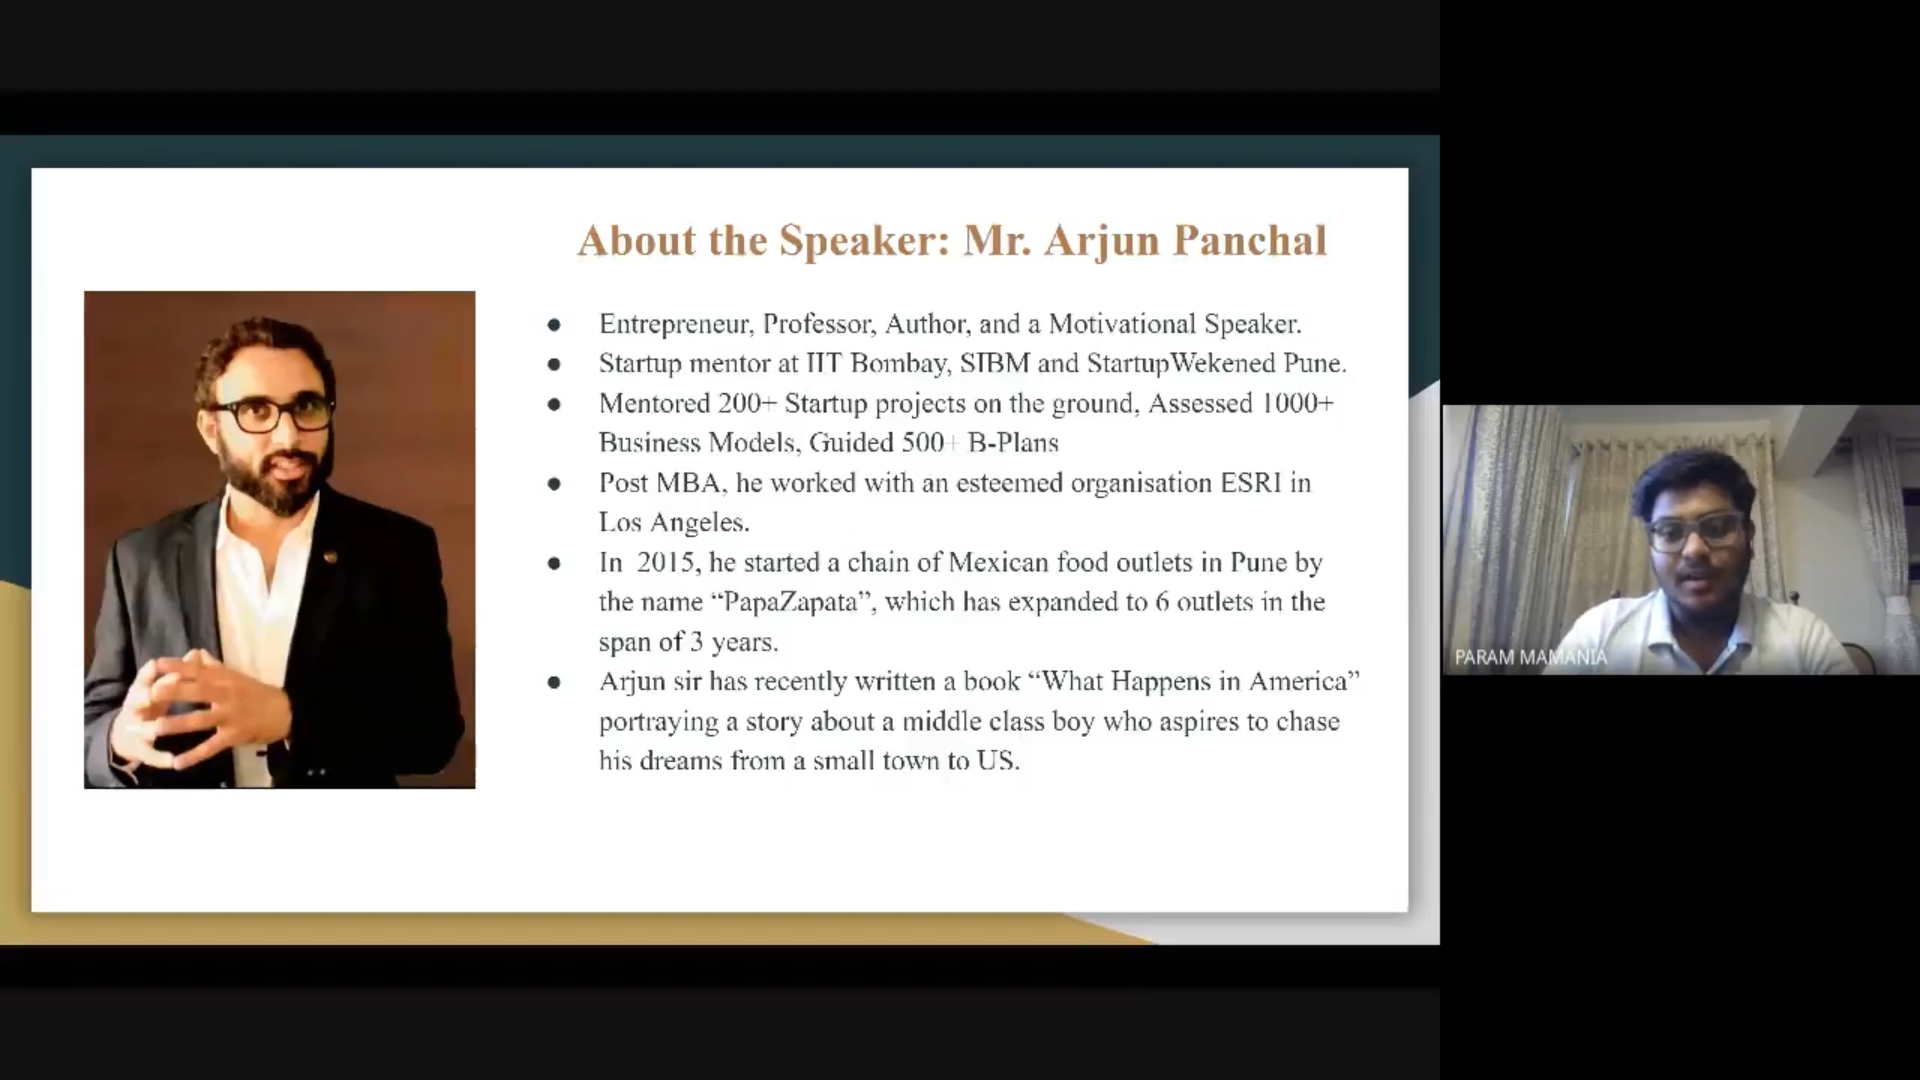 About the Speaker: Mr. Arjun Panchal
● Entrepreneur, Professor, Author, and a Motivational Speaker.
● Startup mentor at IIT Bombay, SIBM and StartupWekened Pune.
● Mentored 200+ Startup projects on the ground, Assessed 1000+
Business Models, Guided 500+ B-Plans
● Post MBA, he worked with an esteemed organisation ESRI in
Los Angeles.
● In 2015, he started a chain of Mexican food outlets in Pune by
the name “PapaZapata”, which has expanded to 6 outlets in the
span of 3 years.
● Arjun sir has recently written a book “What Happens in America”
portraying a story about a middle class boy who aspires to chase
his dreams from a small town to US.
PARAM MAMANIA